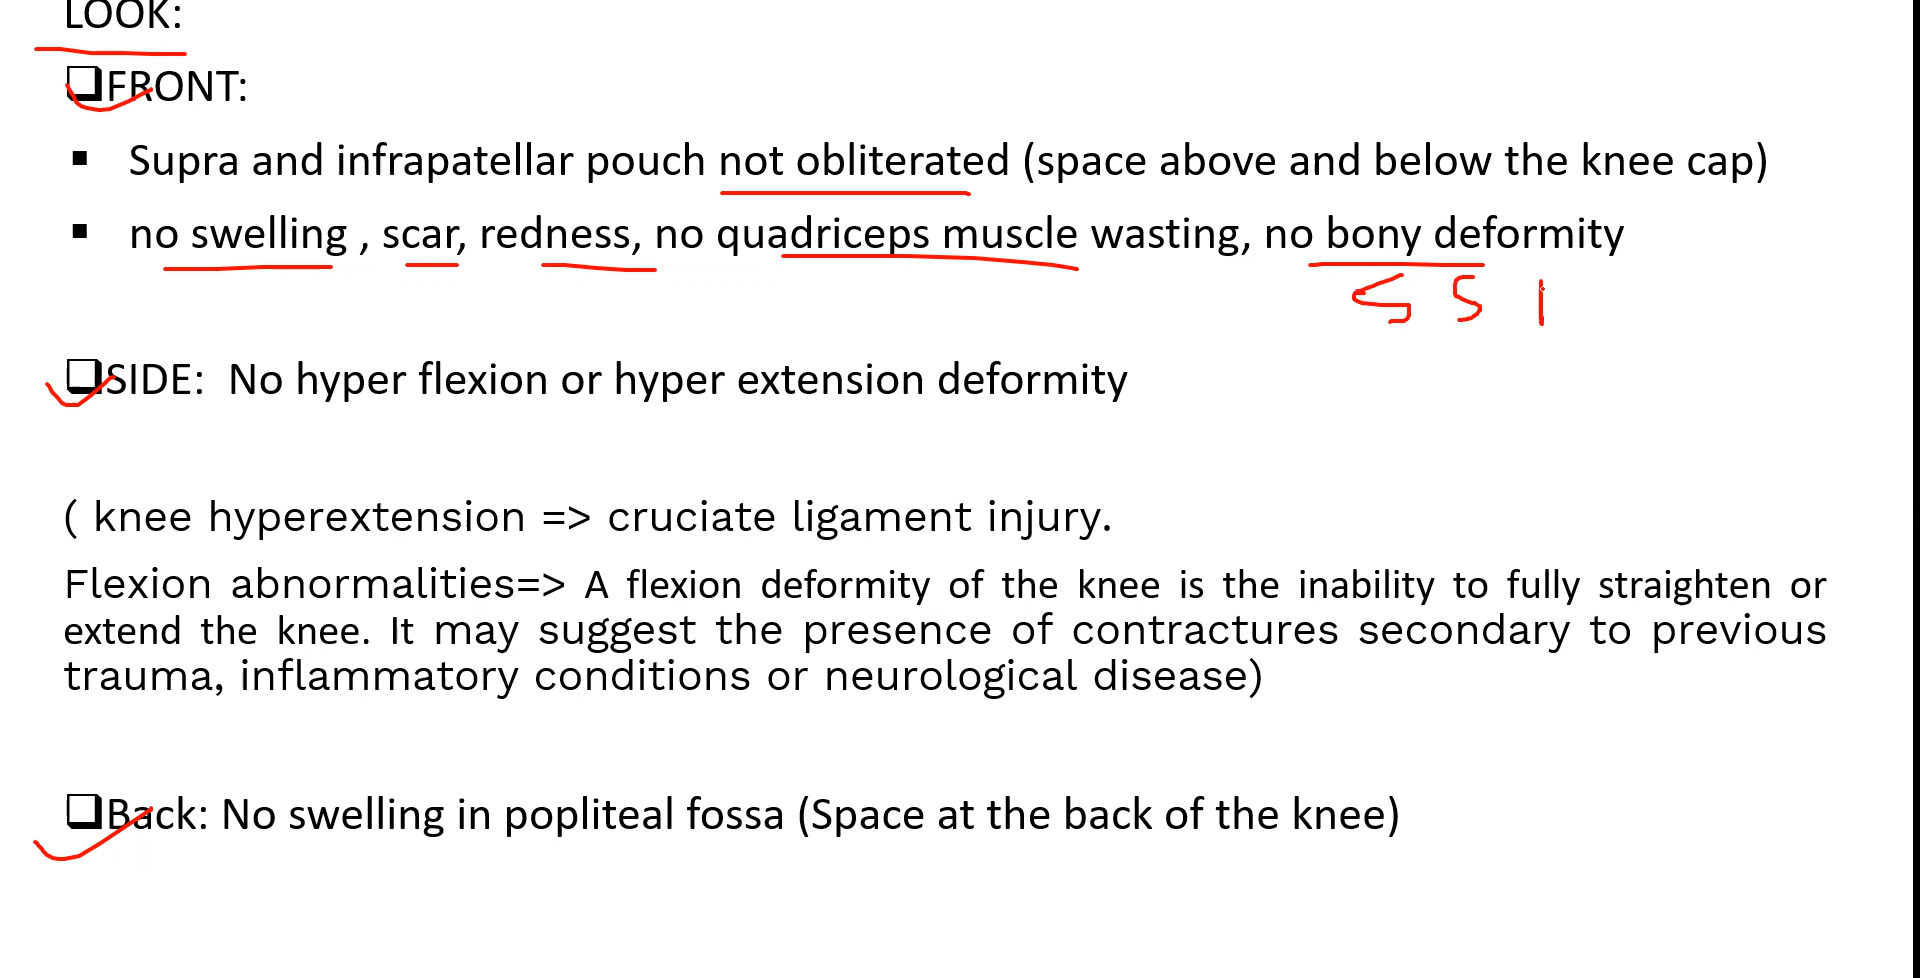 LOOK:
❑FRONT:
▪ Supra and infrapatellar pouch not obliterated (space above and below the knee cap)
▪ no swelling , scar, redness, no quadriceps muscle wasting, no bony deformity
S S I
❑SIDE: No hyper flexion or hyper extension deformity
( knee hyperextension => cruciate ligament injury.
Flexion abnormalities=> A flexion deformity of the knee is the inability to fully straighten or
extend the knee. It may suggest the presence of contractures secondary to previous
trauma, inflammatory conditions or neurological disease)
❑Back: No swelling in popliteal fossa (Space at the back of the knee)